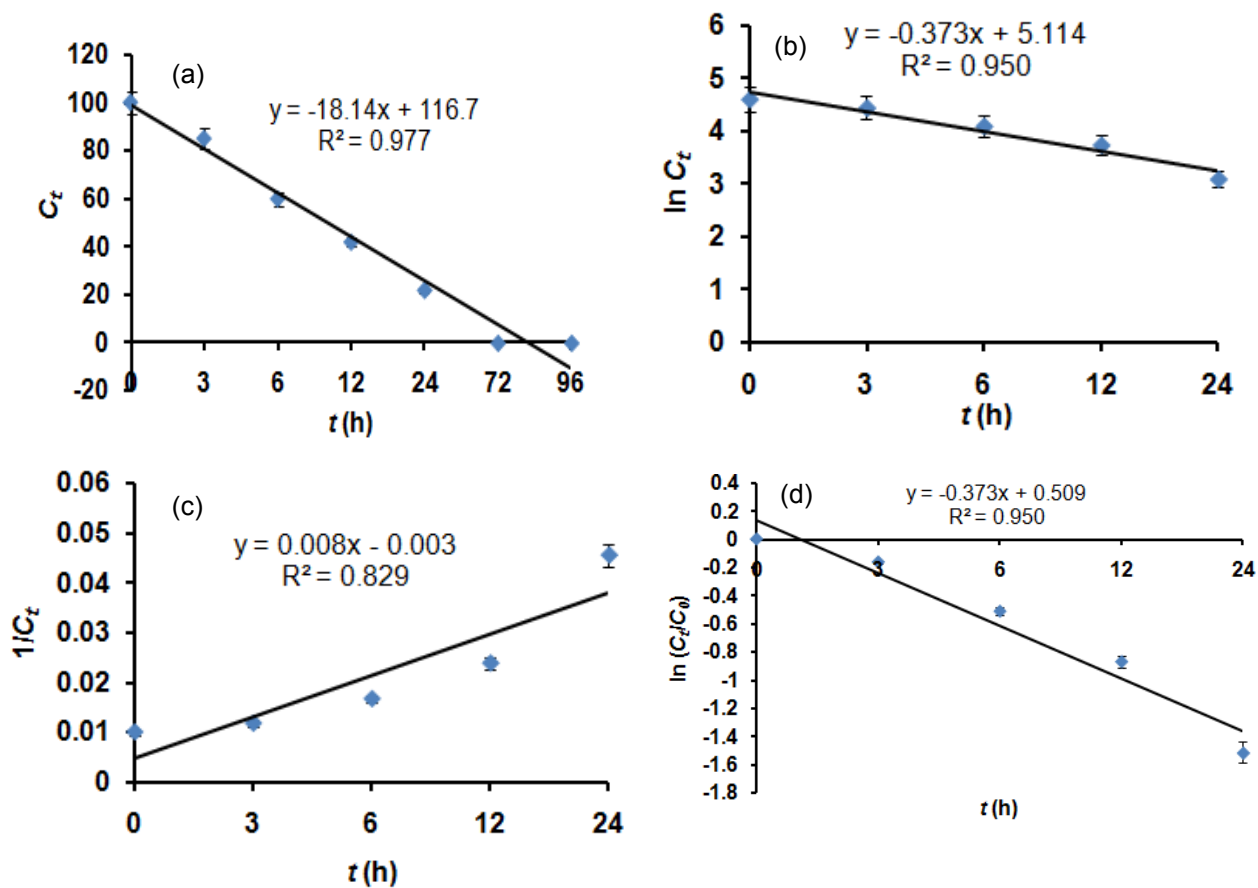 (a)
y = -18.14x + 116.7
R² = 0.977
120
100
80
60
40
20
0
-20
Ct
0 3 6 12 24 72 96
t (h)
(b)
y = -0.373x + 5.114
R² = 0.950
6
5
4
3
2
1
0
ln Ct
0 3 6 12 24
t (h)
(c)
y = 0.008x - 0.003
R² = 0.829
0.06
0.05
0.04
0.03
0.02
0.01
0
1/Ct
0 3 6 12 24
t (h)
(d)
y = -0.373x + 0.509
R² = 0.950
0.4
0.2
0
-0.2
-0.4
-0.6
-0.8
-1
-1.2
-1.4
-1.6
-1.8
ln (Ct/C0)
0 3 6 12 24
t (h)